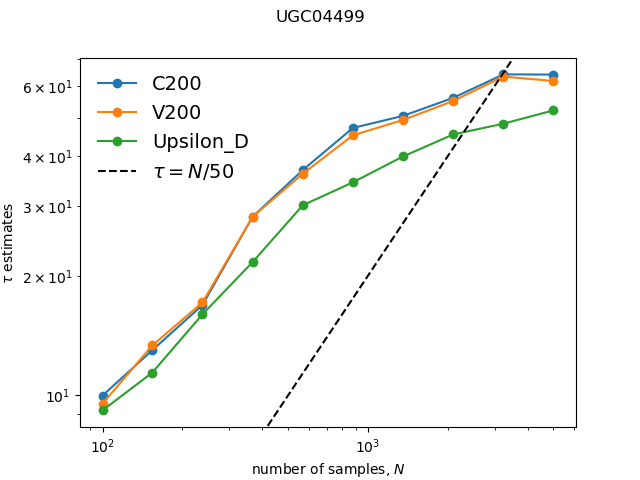 UGC04499
C200
V200
Upsilon_D
τ = N/50
6 × 10¹
4 × 10¹
3 × 10¹
2 × 10¹
10¹
τ estimates
10² 10³
number of samples, N